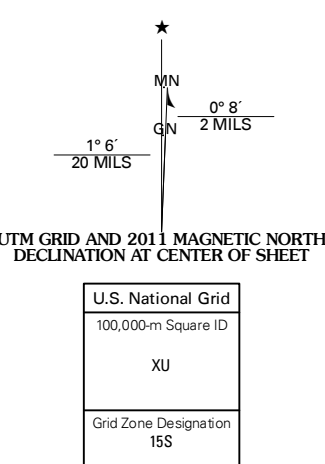 ★
MN
GN
0° 8´
2 MILS
1° 6´
20 MILS
UTM GRID AND 2011 MAGNETIC NORTH
DECLINATION AT CENTER OF SHEET
U.S. National Grid
100,000-m Square ID
XU
Grid Zone Designation
15S